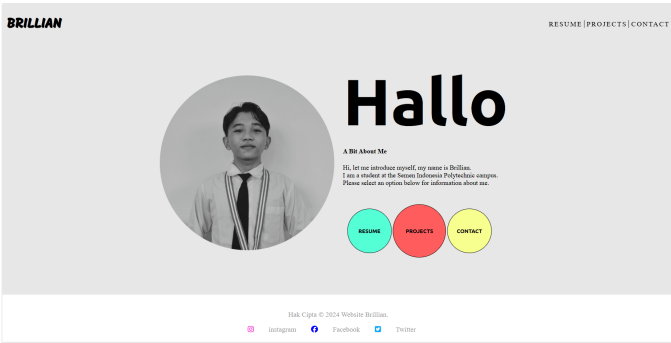 BRILLIAN
RESUME|PROJECTS|CONTACT
Hallo
A Bit About Me
Hi, let me introduce myself, my name is Brillian.
I am a student at the Semen Indonesia Polytechnic campus.
Please select an option below for information about me.
RESUME
PROJECTS
CONTACT
Hak Cipta © 2024 Website Brillian.
instagram Facebook Twitter